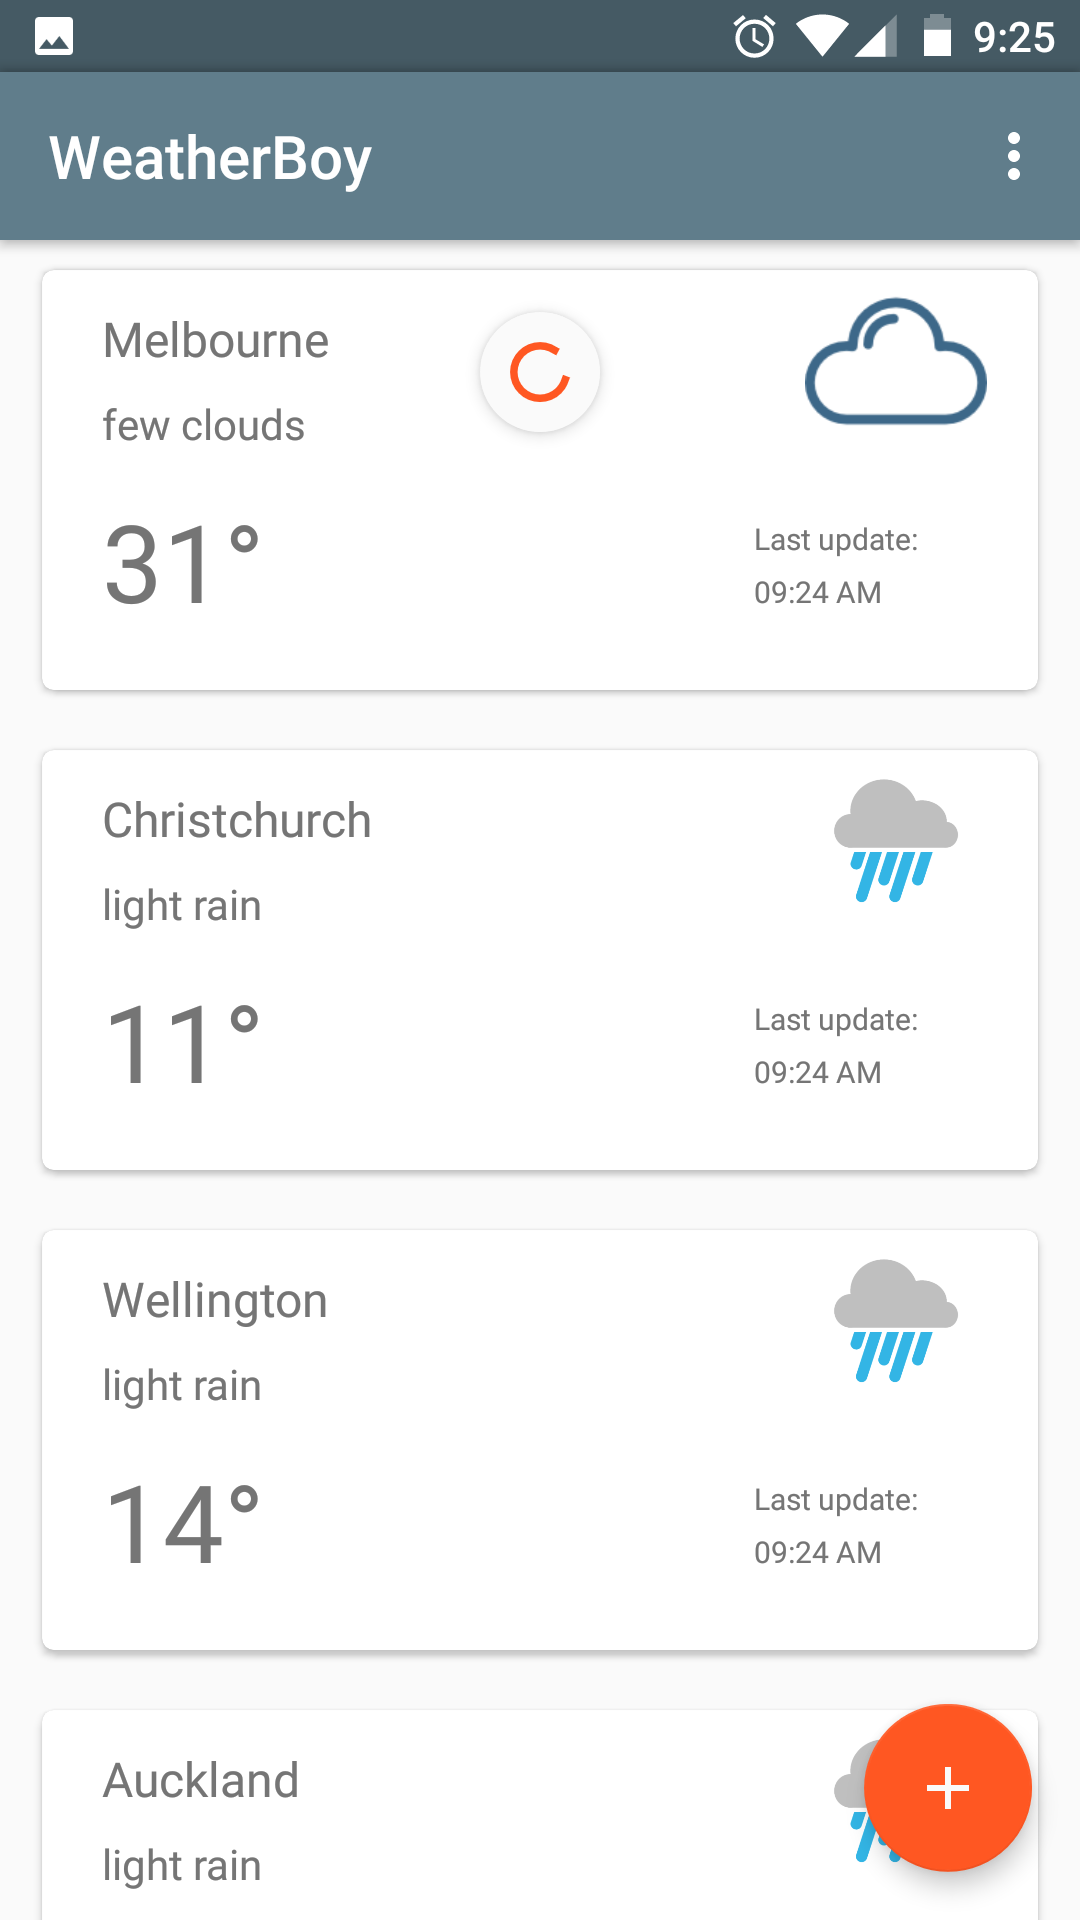 9:25
WeatherBoy
Melbourne
few clouds
31°
Last update:
09:24 AM
Christchurch
light rain
11°
Last update:
09:24 AM
Wellington
light rain
14°
Last update:
09:24 AM
Auckland
light rain